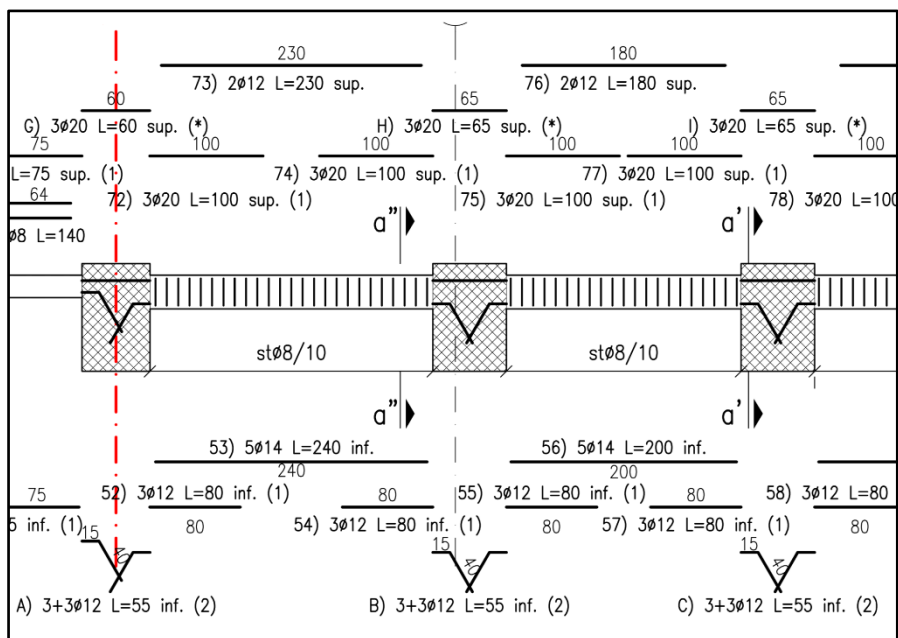 230
180
73) 2ø12 L=230 sup.
76) 2ø12 L=180 sup.
60
65
65
G) 3ø20 L=60 sup. (*)
H) 3ø20 L=65 sup. (*)
I) 3ø20 L=65 sup. (*)
75
100
100
100
100
100
L=75 sup. (1)
74) 3ø20 L=100 sup. (1)
77) 3ø20 L=100 sup. (1)
64
72) 3ø20 L=100 sup. (1)
75) 3ø20 L=100 sup. (1)
78) 3ø20 L=100
ø8 L=140
a"
a'
stø8/10
stø8/10
a"
a'
53) 5ø14 L=240 inf.
56) 5ø14 L=200 inf.
240
200
75
52) 3ø12 L=80 inf. (1)
80
55) 3ø12 L=80 inf. (1)
80
58) 3ø12 L=80
5 inf. (1)
80
54) 3ø12 L=80 inf. (1)
80
57) 3ø12 L=80 inf. (1)
80
15
40
15
40
15
40
A) 3+3ø12 L=55 inf. (2)
B) 3+3ø12 L=55 inf. (2)
C) 3+3ø12 L=55 inf. (2)